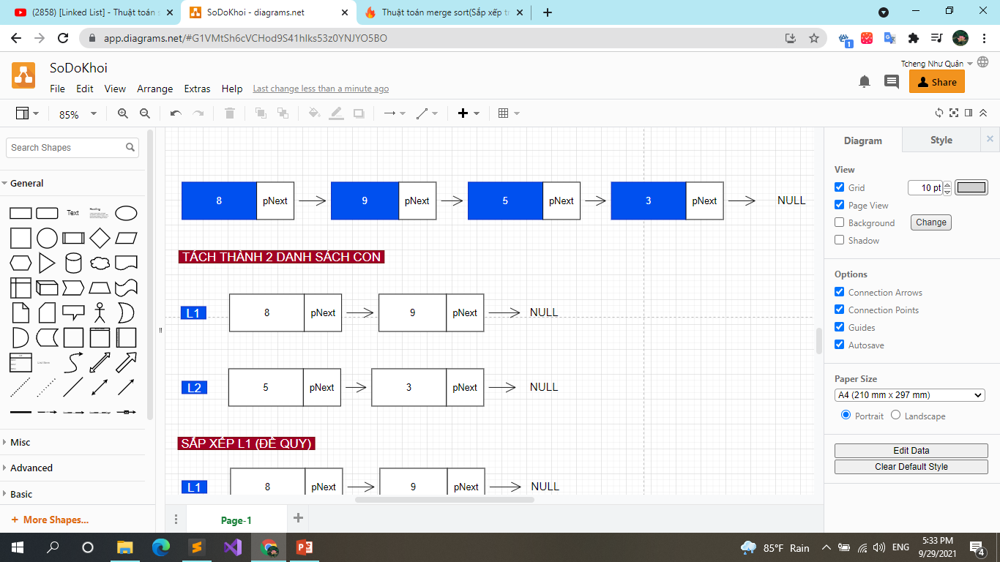 (2858) [Linked List] - Thuật toán s
SoDoKhoi - diagrams.net
Thuật toán merge sort(Sắp xếp tr
app.diagrams.net/#G1VMtSh6cVCHod9S41hIks53z0YNJYO5BO
1
SoDoKhoi
Tcheng Như Quân
File Edit View Arrange Extras Help Last change less than a minute ago
Share
85%
Search Shapes
General
Text
Heading
List Item
Misc
Advanced
Basic
+ More Shapes...
8 pNext 9 pNext 5 pNext 3 pNext NULL
TÁCH THÀNH 2 DANH SÁCH CON
L1 8 pNext 9 pNext NULL
L2 5 pNext 3 pNext NULL
SẮP XẾP L1 (ĐỆ QUY)
L1 8 pNext 9 pNext NULL
Page-1
Diagram Style
View
Grid 10 pt
Page View
Background Change
Shadow
Options
Connection Arrows
Connection Points
Guides
Autosave
Paper Size
A4 (210 mm x 297 mm)
Portrait Landscape
Edit Data
Clear Default Style
85°F Rain ENG 5:33 PM
9/29/2021
4